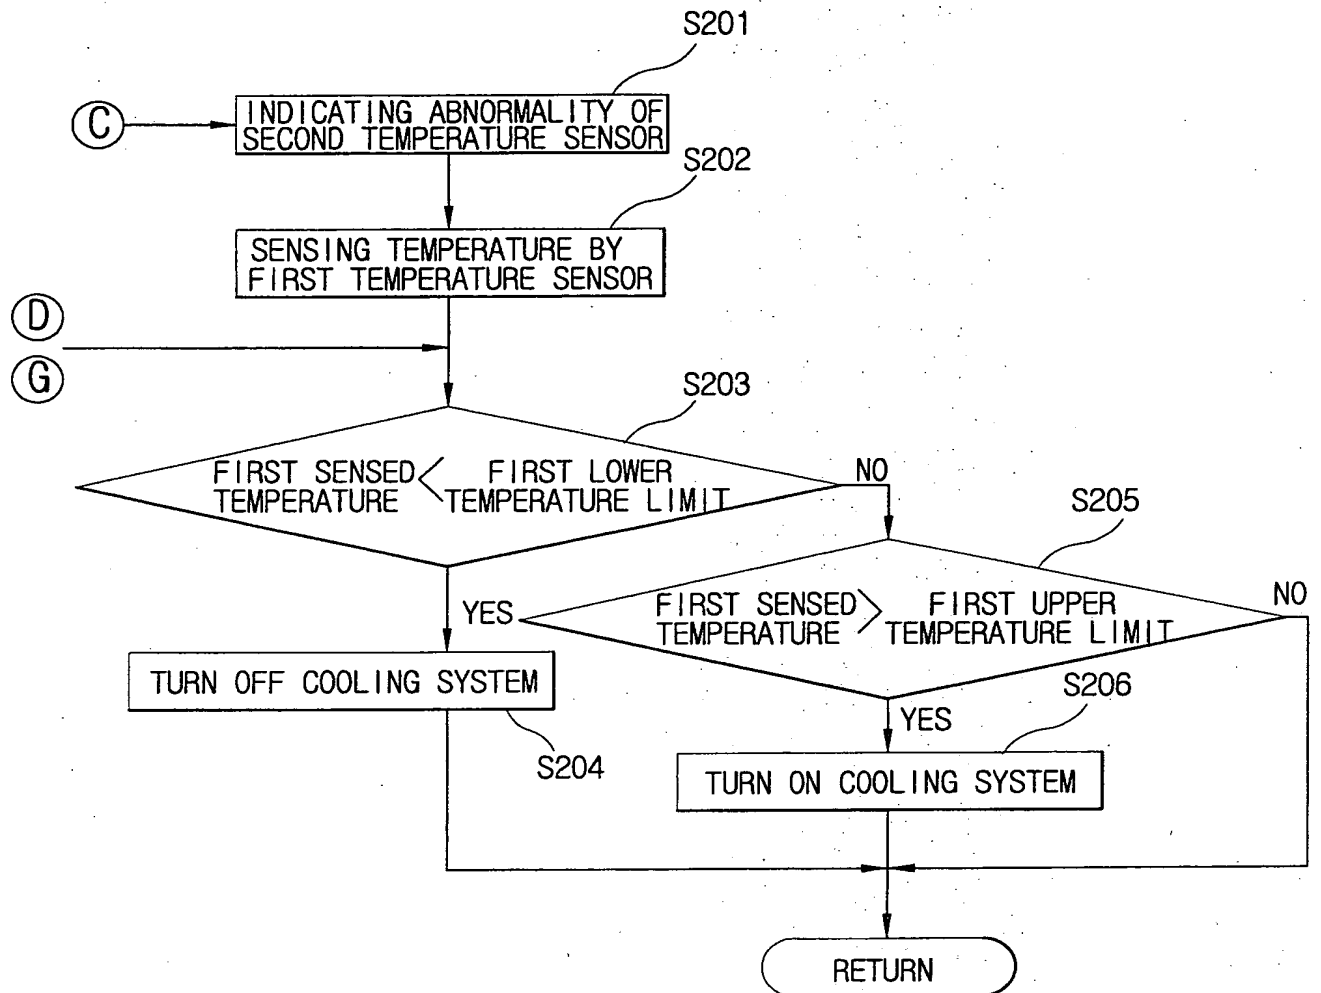 S201
C
INDICATING ABNORMALITY OF
SECOND TEMPERATURE SENSOR
S202
SENSING TEMPERATURE BY
FIRST TEMPERATURE SENSOR
D
G
S203
FIRST SENSED < FIRST LOWER
TEMPERATURE TEMPERATURE LIMIT
NO
S205
YES
FIRST SENSED > FIRST UPPER
TEMPERATURE TEMPERATURE LIMIT
NO
TURN OFF COOLING SYSTEM
S204
S206
YES
TURN ON COOLING SYSTEM
RETURN